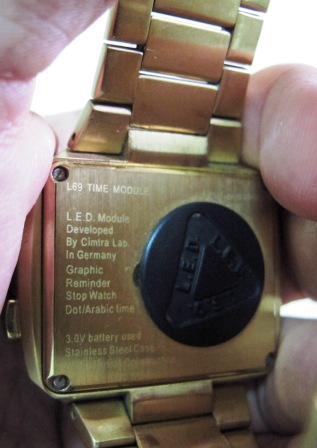 L69 TIME MODULE
L.E.D. Module
Developed
By Cimtra Lab.
In Germany
Graphic
Reminder
Stop Watch
Dot/Arabic time
3.0V battery used
Stainless Steel Case
L.E.D.
L.E.D.